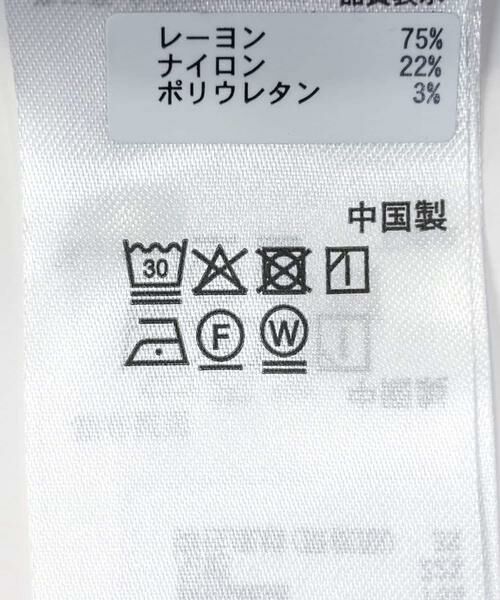 レーヨン 75%
ナイロン 22%
ポリウレタン 3%
中国製
30
F W